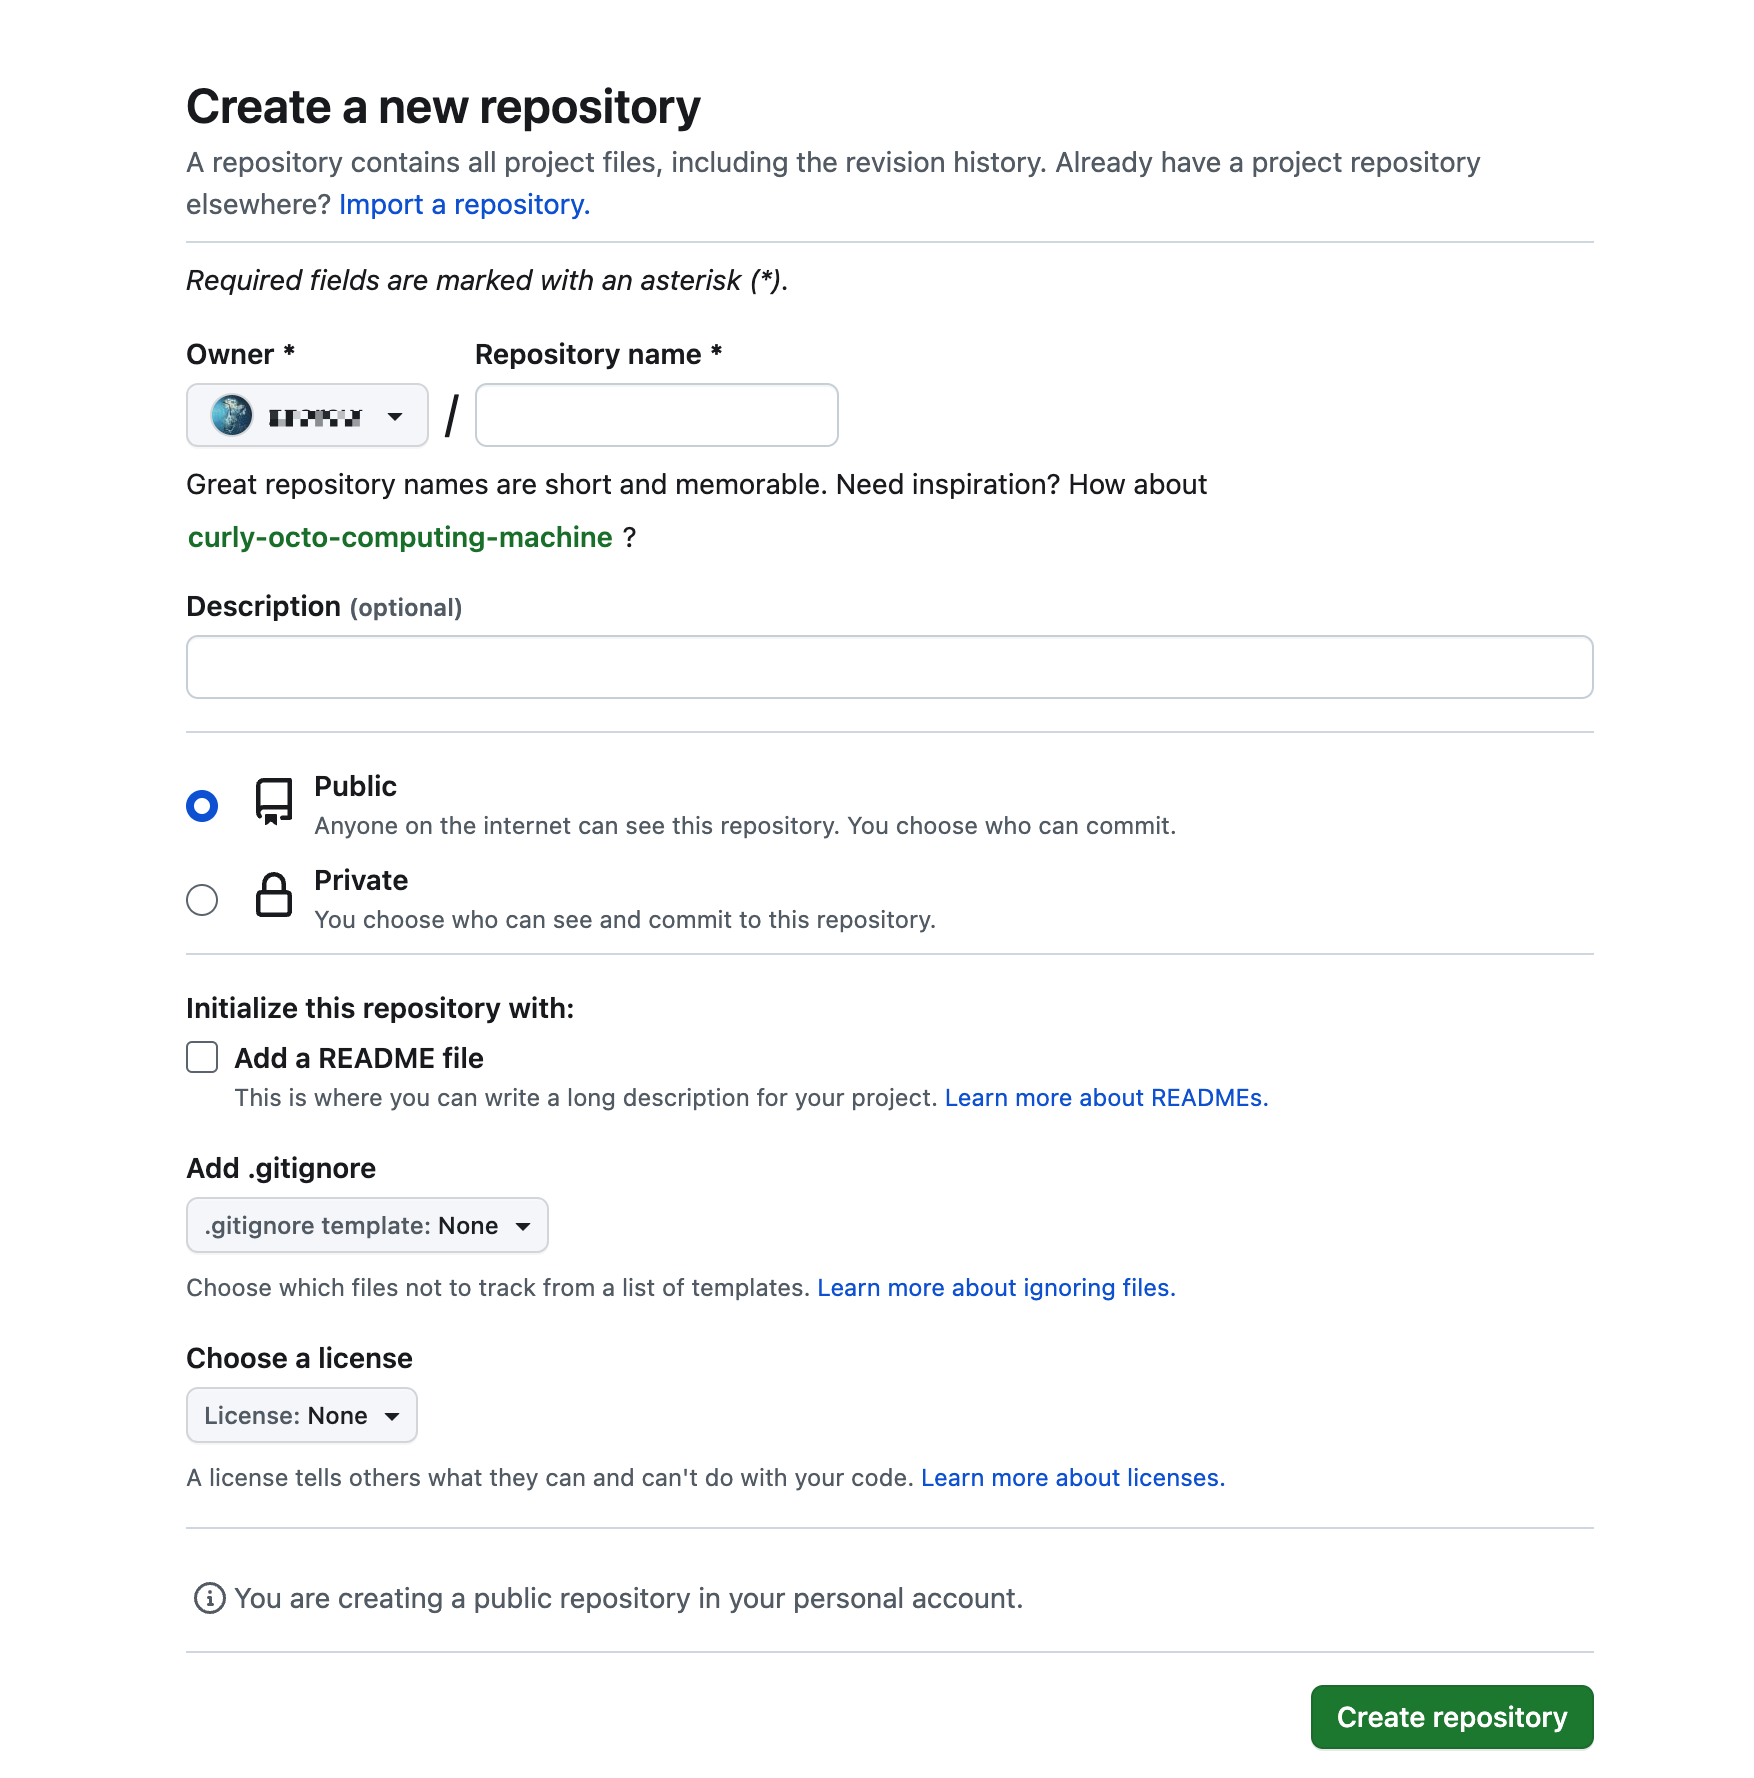 Create a new repository
A repository contains all project files, including the revision history. Already have a project repository
elsewhere? Import a repository.
Required fields are marked with an asterisk (*).
Owner * Repository name *
/
Great repository names are short and memorable. Need inspiration? How about
curly-octo-computing-machine ?
Description (optional)
Public
Anyone on the internet can see this repository. You choose who can commit.
Private
You choose who can see and commit to this repository.
Initialize this repository with:
Add a README file
This is where you can write a long description for your project. Learn more about READMEs.
Add .gitignore
.gitignore template: None
Choose which files not to track from a list of templates. Learn more about ignoring files.
Choose a license
License: None
A license tells others what they can and can't do with your code. Learn more about licenses.
You are creating a public repository in your personal account.
Create repository